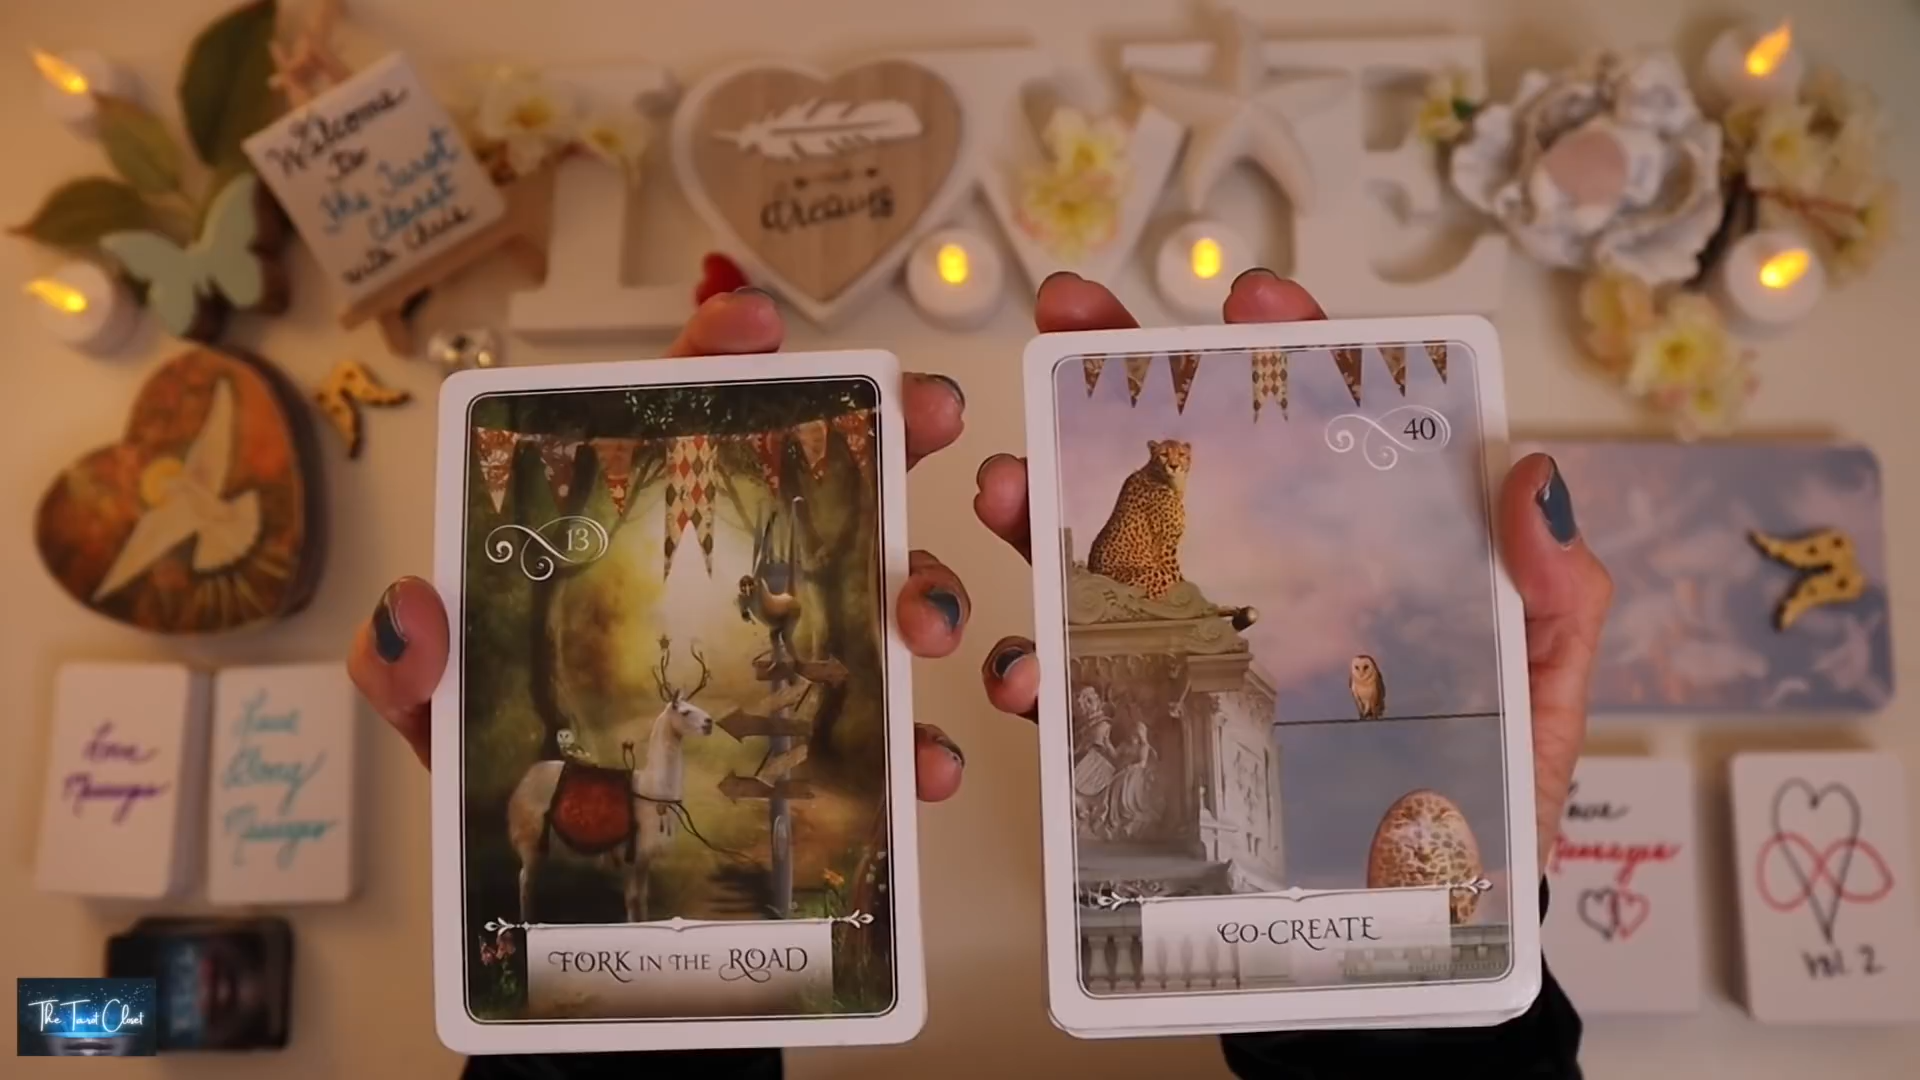 Welcome
To
The Tarot
Closet
with Chris
LOVE
dreams
13
FORK IN THE ROAD
40
CO-CREATE
Love
Messages
Love
Messages
Love
Messages
Vol. 2
The Tarot Closet